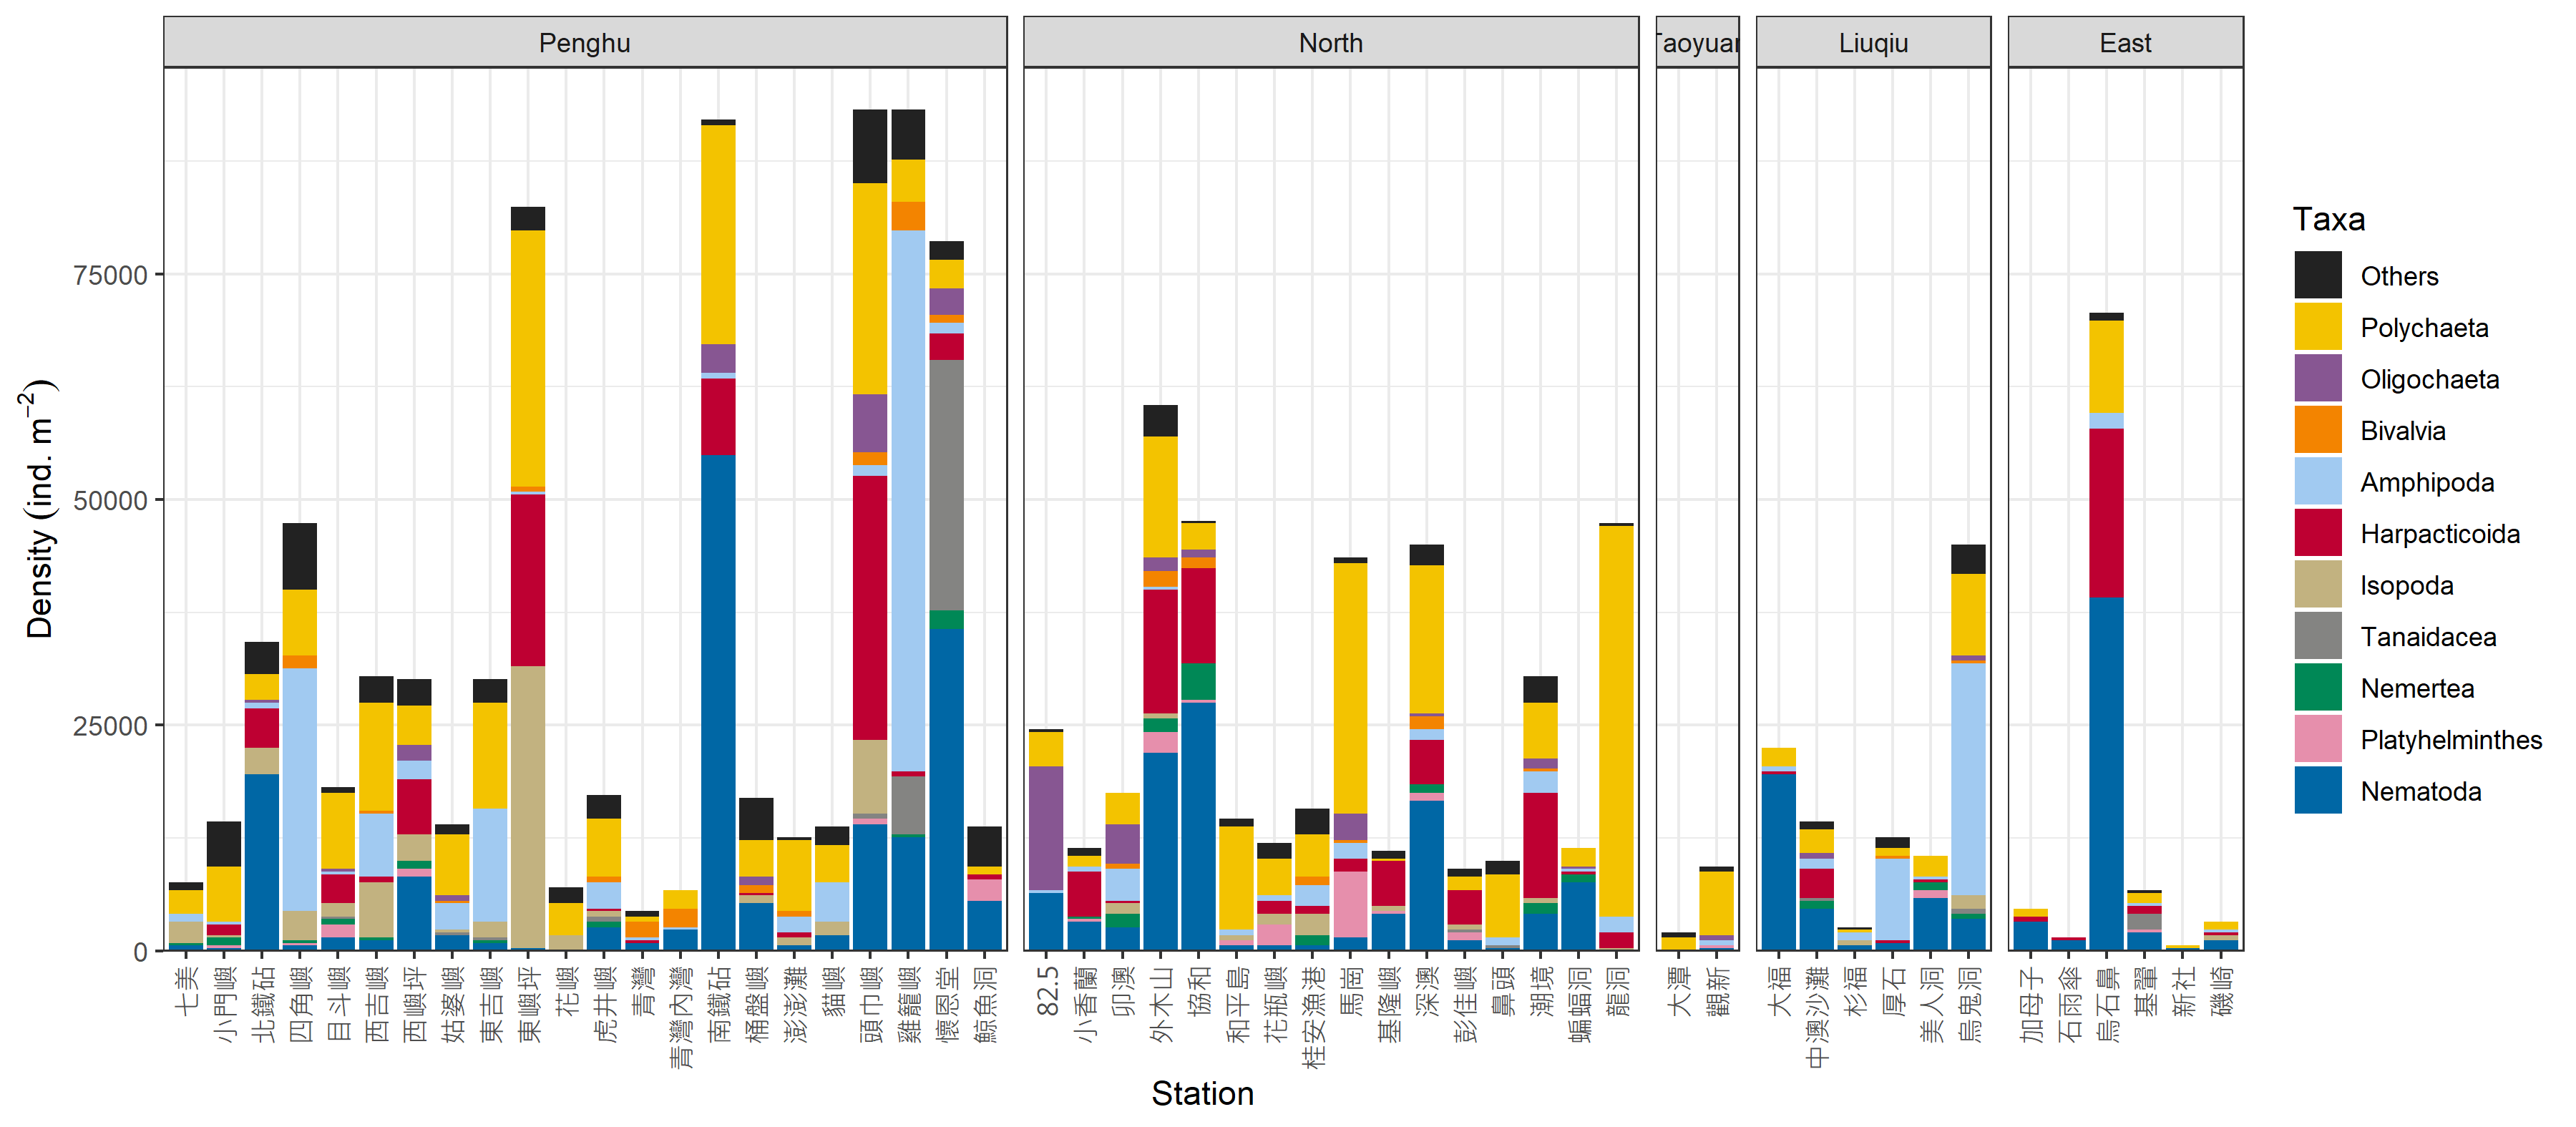 Penghu
North
Taoyuan
Liuqiu
East
Density (ind. m⁻²)
75000
50000
25000
0
七美
小門嶼
北鐵砧
四角嶼
目斗嶼
西吉嶼
西嶼坪
姑婆嶼
東吉嶼
東嶼坪
花嶼
虎井嶼
青灣
青灣內灣
南鐵砧
桶盤嶼
澎澎灘
貓嶼
頭巾嶼
雞籠嶼
懷恩堂
鯨魚洞
82.5
小香蘭
卯澳
外木山
協和
和平島
花瓶嶼
桂安漁港
馬崗
基隆嶼
深澳
彭佳嶼
鼻頭
潮境
蝙蝠洞
龍洞
大潭
觀新
大福
中澳沙灘
杉福
厚石
美人洞
烏鬼洞
加母子
石雨傘
烏石鼻
基翬
新社
磯崎
Station
Taxa
Others
Polychaeta
Oligochaeta
Bivalvia
Amphipoda
Harpacticoida
Isopoda
Tanaidacea
Nemertea
Platyhelminthes
Nematoda